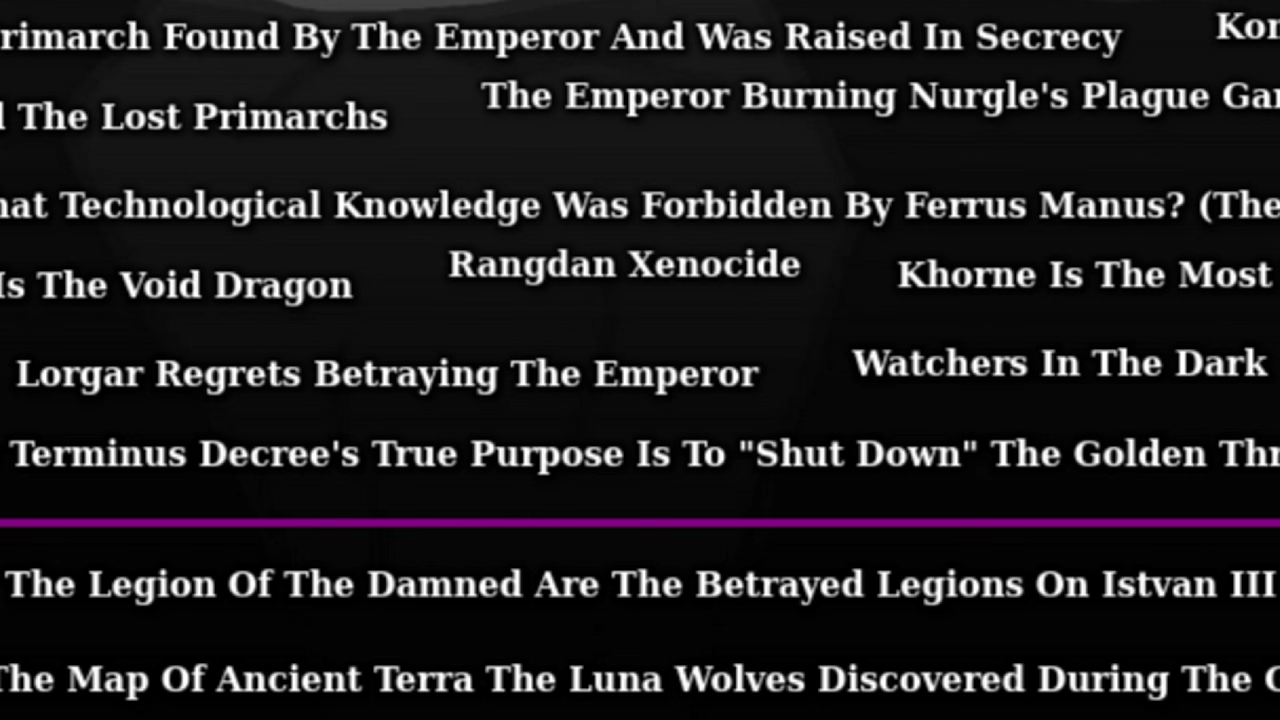 rimarch Found By The Emperor And Was Raised In Secrecy
Kor
The Emperor Burning Nurgle's Plague Gar
l The Lost Primarchs
hat Technological Knowledge Was Forbidden By Ferrus Manus? (The
Rangdan Xenocide
Khorne Is The Most
Is The Void Dragon
Watchers In The Dark
Lorgar Regrets Betraying The Emperor
Terminus Decree's True Purpose Is To "Shut Down" The Golden Thr
The Legion Of The Damned Are The Betrayed Legions On Istvan III
The Map Of Ancient Terra The Luna Wolves Discovered During The